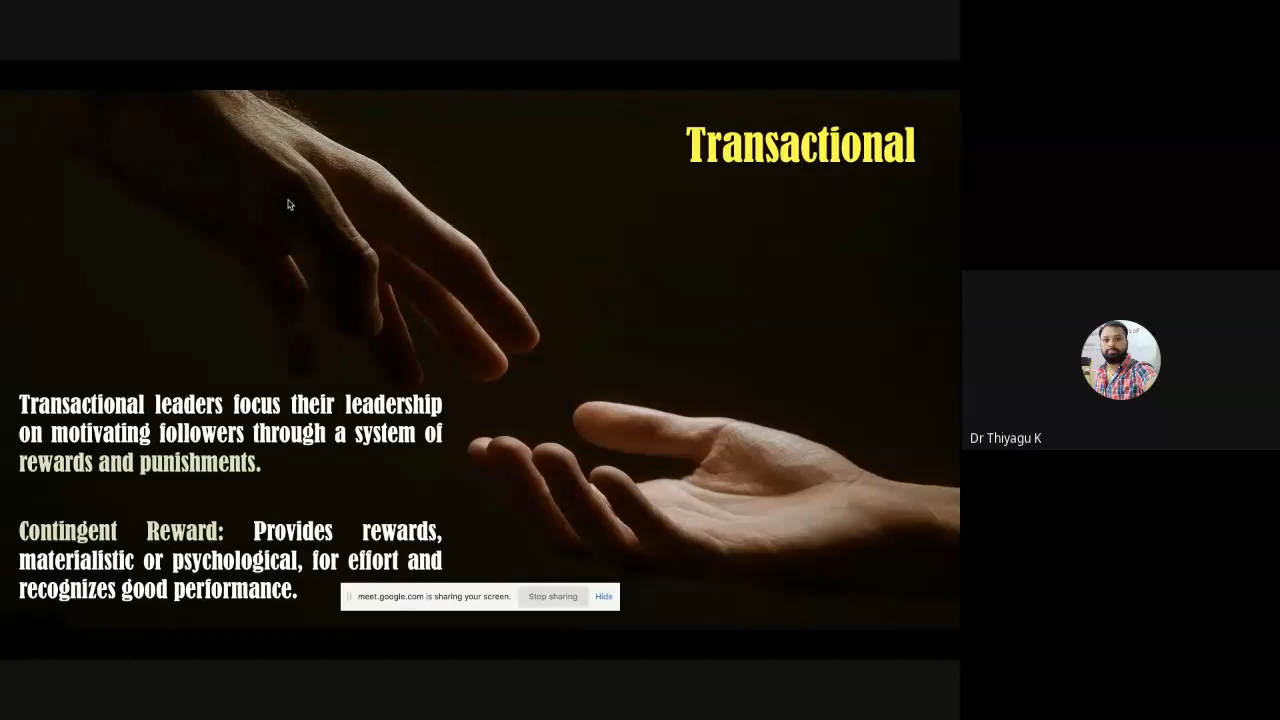 Transactional
Transactional leaders focus their leadership
on motivating followers through a system of
rewards and punishments.
Contingent Reward: Provides rewards,
materialistic or psychological, for effort and
recognizes good performance.
meet.google.com is sharing your screen. Stop sharing Hide
Dr Thiyagu K